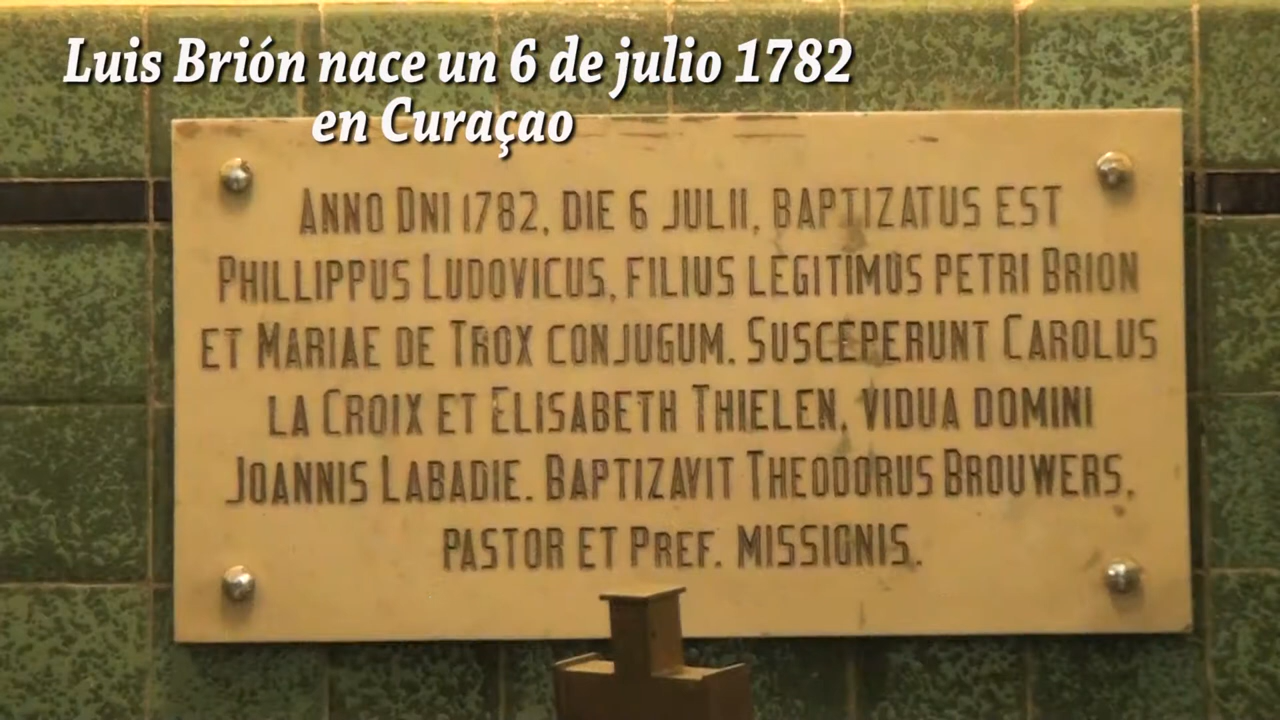 Luis Brión nace un 6 de julio 1782
en Curaçao
ANNO DNI 1782, DIE 6 JULII, BAPTIZATUS EST
PHILLIPPUS LUDOVICUS, FILIUS LEGITIMUS PETRI BRION
ET MARIAE DE TROX CONJUGUM. SUSCEPERUNT CAROLUS
LA CROIX ET ELISABETH THIELEN, VIDUA DOMINI
JOANNIS LABADIE. BAPTIZAVIT THEODORUS BROUWERS,
PASTOR ET PREF. MISSIONIS.